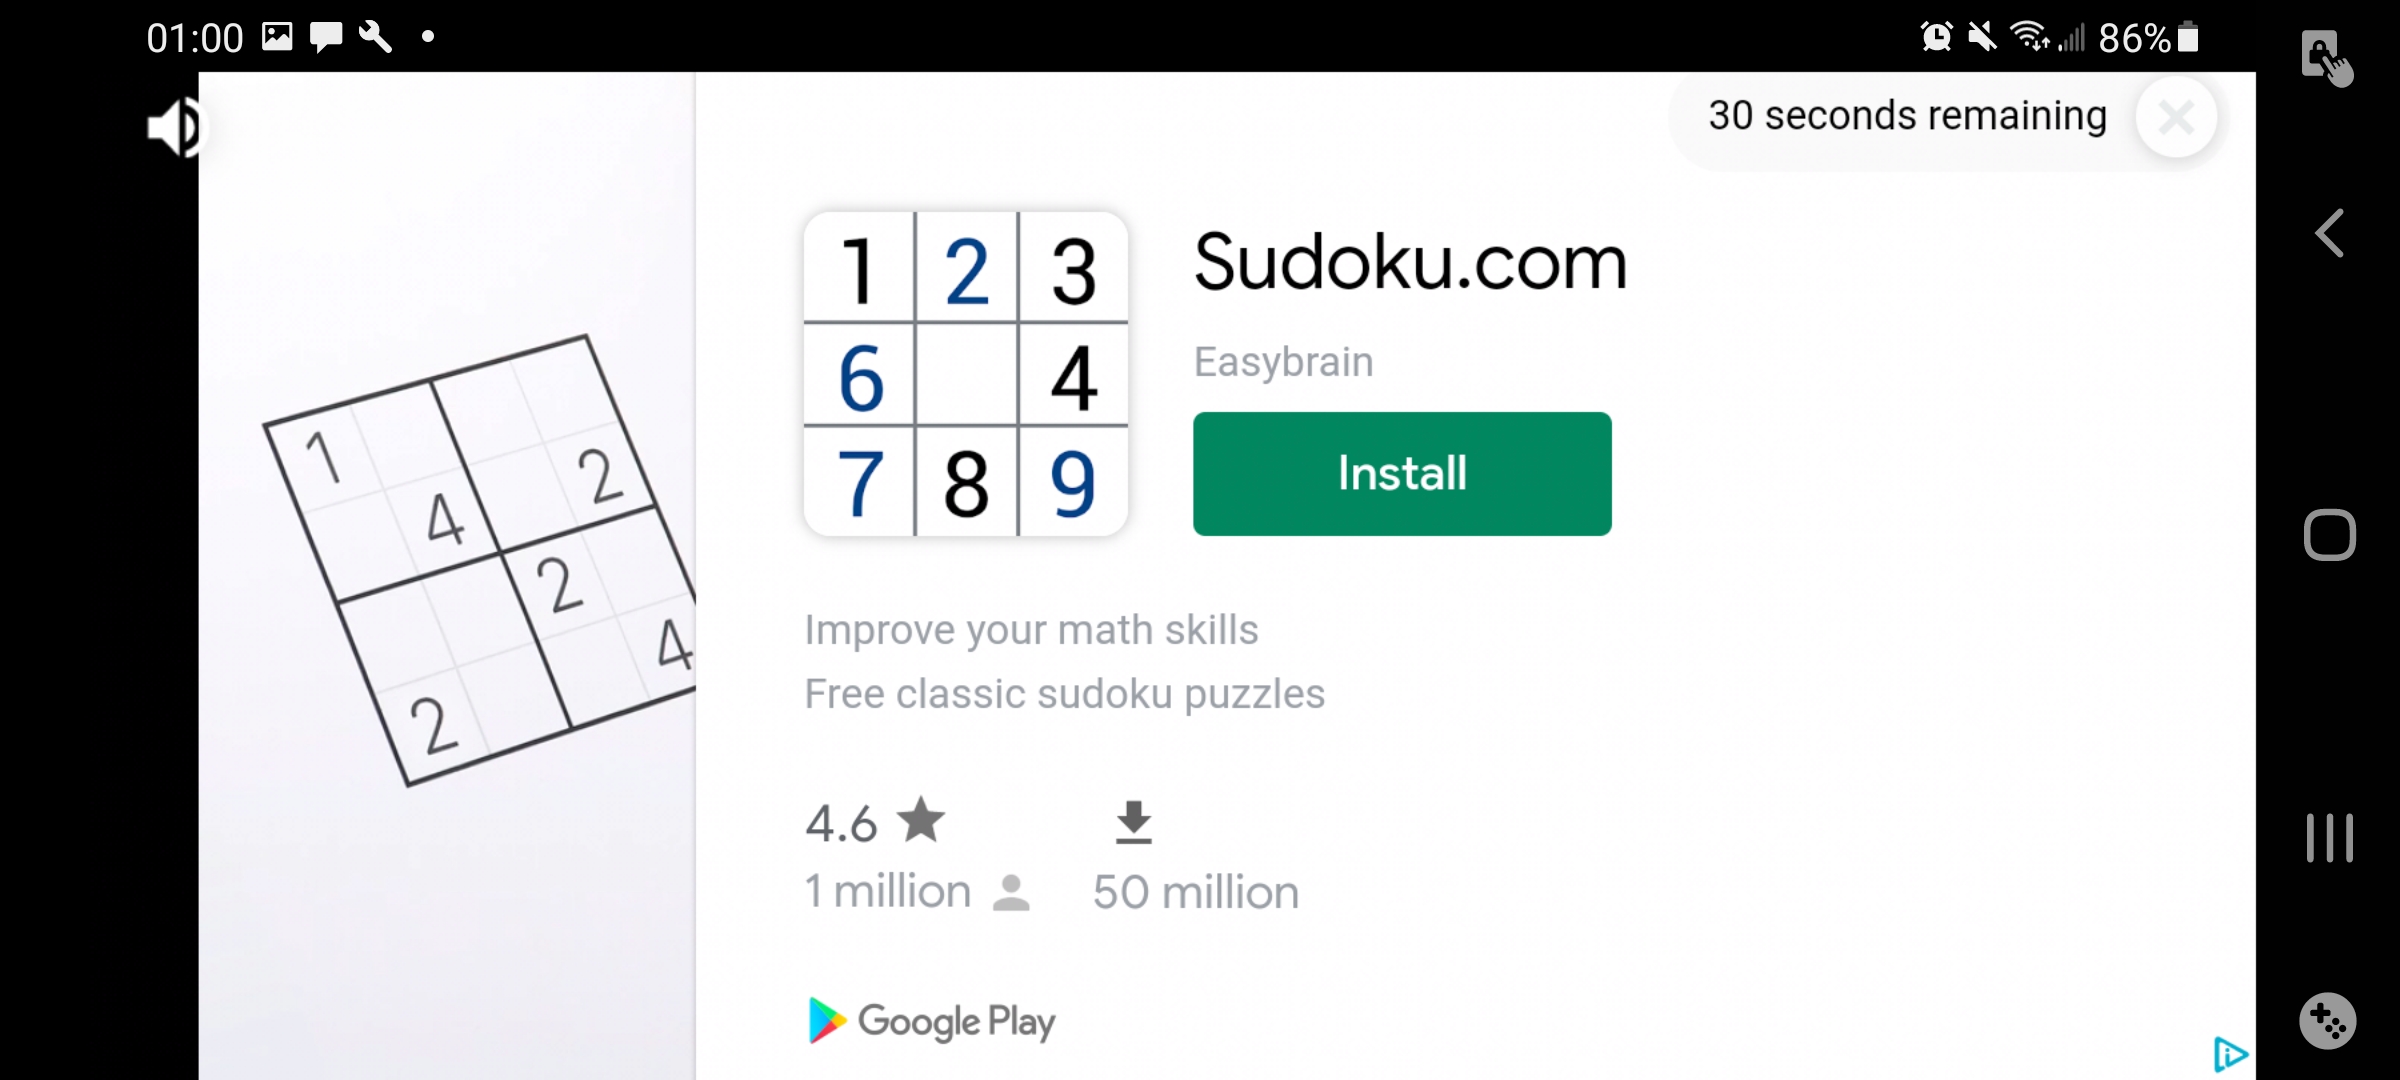 01:00
86%
30 seconds remaining
1 2 3
6 4
7 8 9
Sudoku.com
Easybrain
Install
1
4 2
2
2 4
Improve your math skills
Free classic sudoku puzzles
4.6
1 million
50 million
Google Play